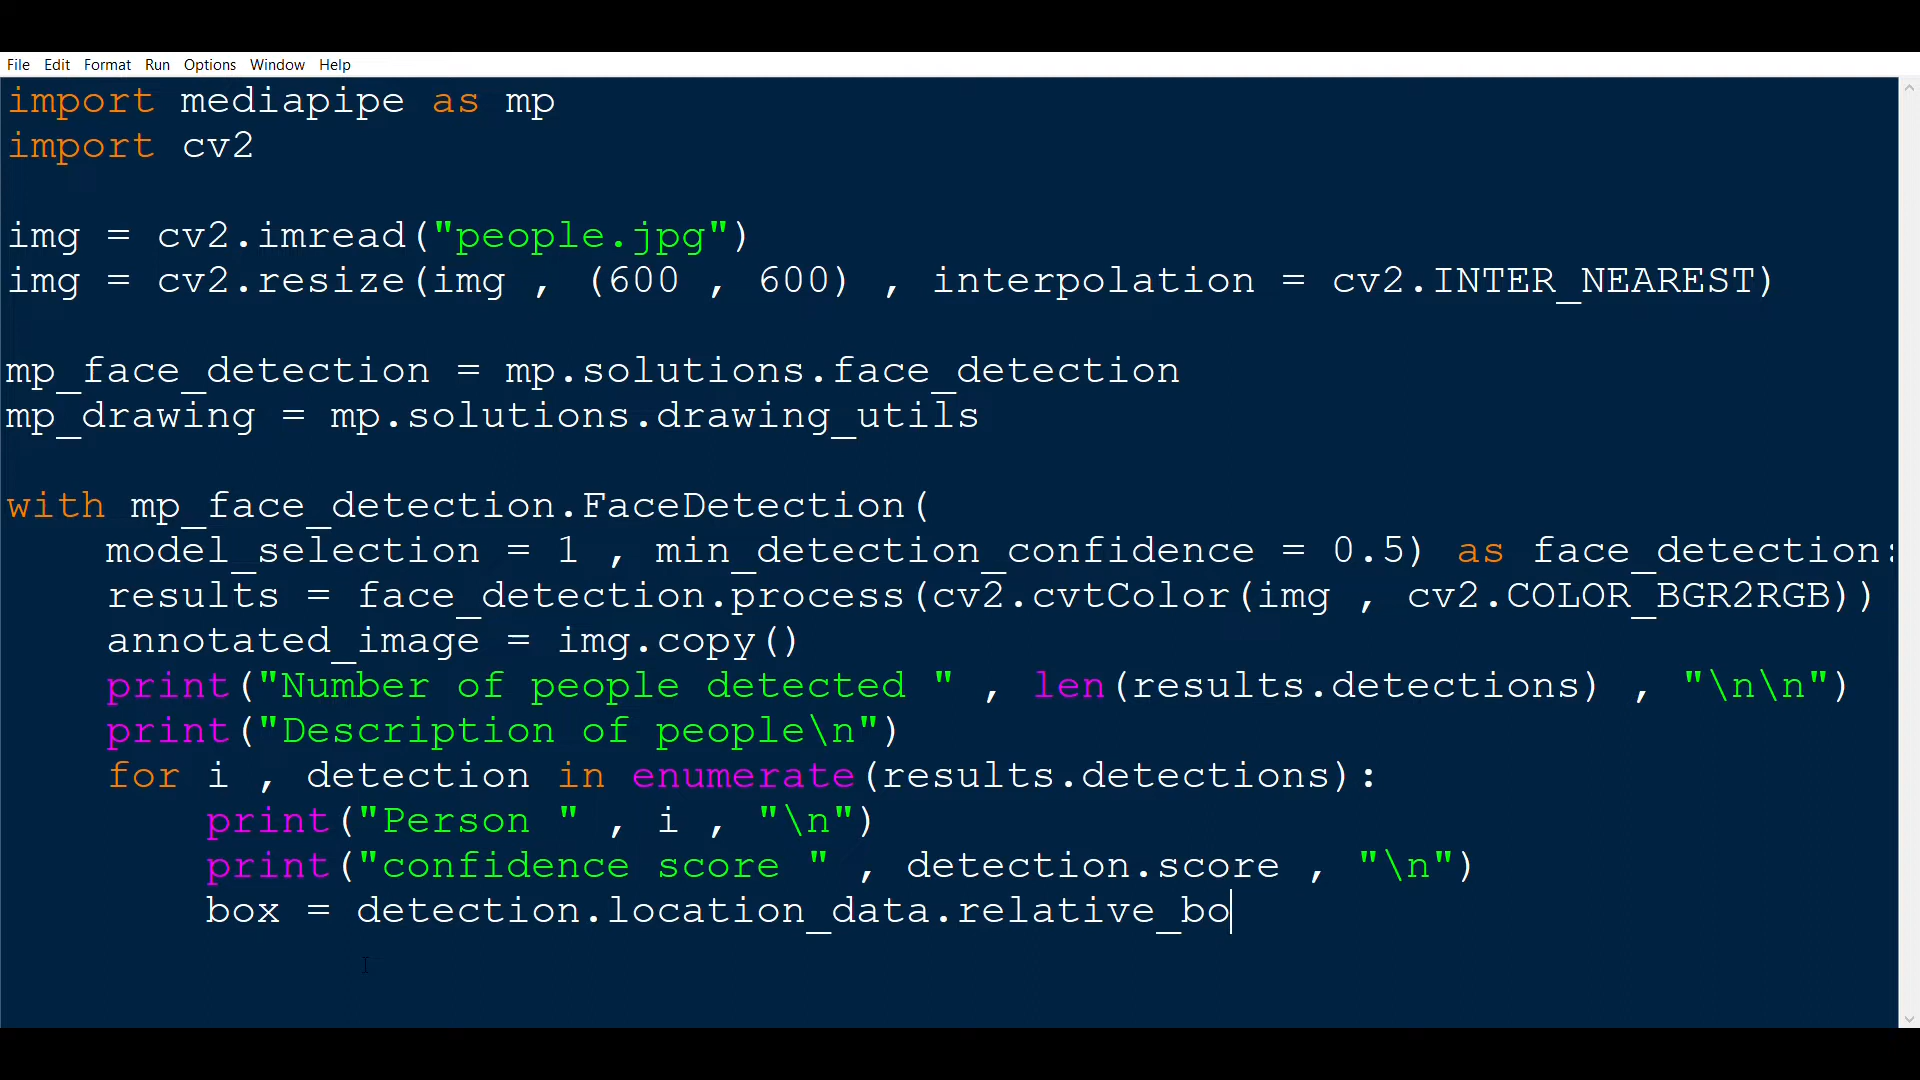 File Edit Format Run Options Window Help
import mediapipe as mp
import cv2
img = cv2.imread("people.jpg")
img = cv2.resize(img , (600 , 600) , interpolation = cv2.INTER_NEAREST)
mp_face_detection = mp.solutions.face_detection
mp_drawing = mp.solutions.drawing_utils
with mp_face_detection.FaceDetection(
    model_selection = 1 , min_detection_confidence = 0.5) as face_detection:
    results = face_detection.process(cv2.cvtColor(img , cv2.COLOR_BGR2RGB))
    annotated_image = img.copy()
    print("Number of people detected " , len(results.detections) , "\n\n")
    print("Description of people\n")
    for i , detection in enumerate(results.detections):
        print("Person " , i , "\n")
        print("confidence score " , detection.score , "\n")
        box = detection.location_data.relative_bo